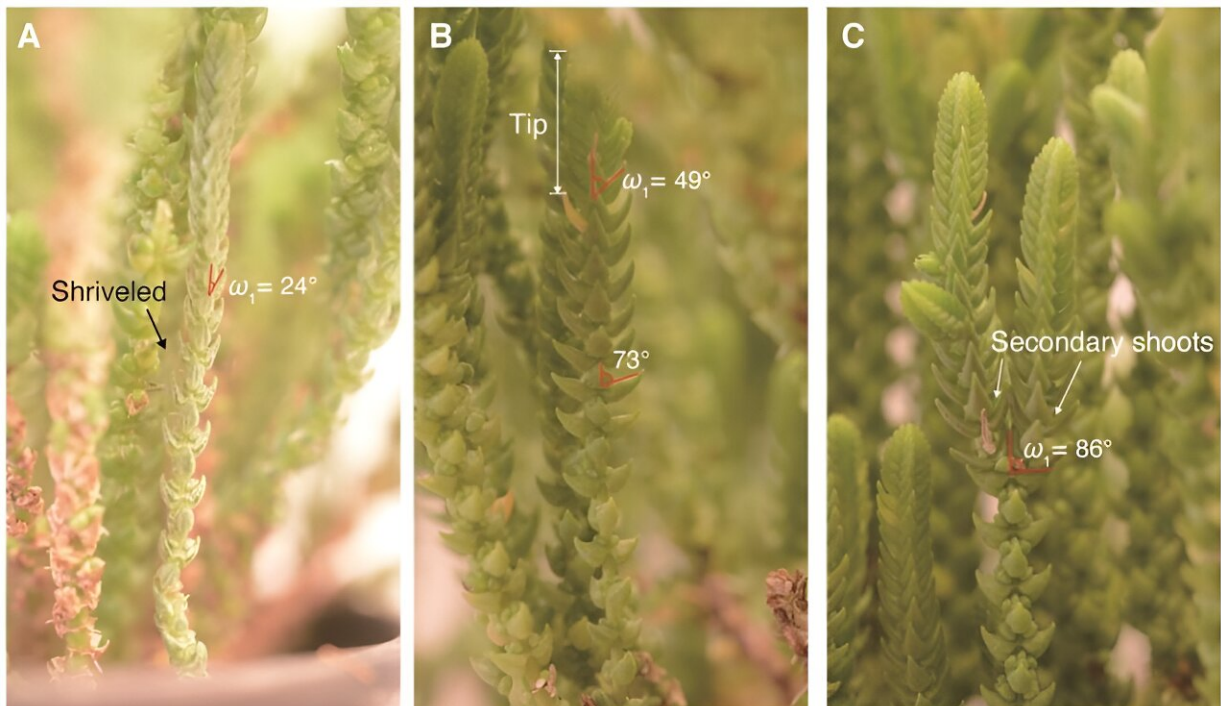 A
Shriveled
ω₁= 24°
B
Tip
ω₁= 49°
73°
C
Secondary shoots
ω₁= 86°